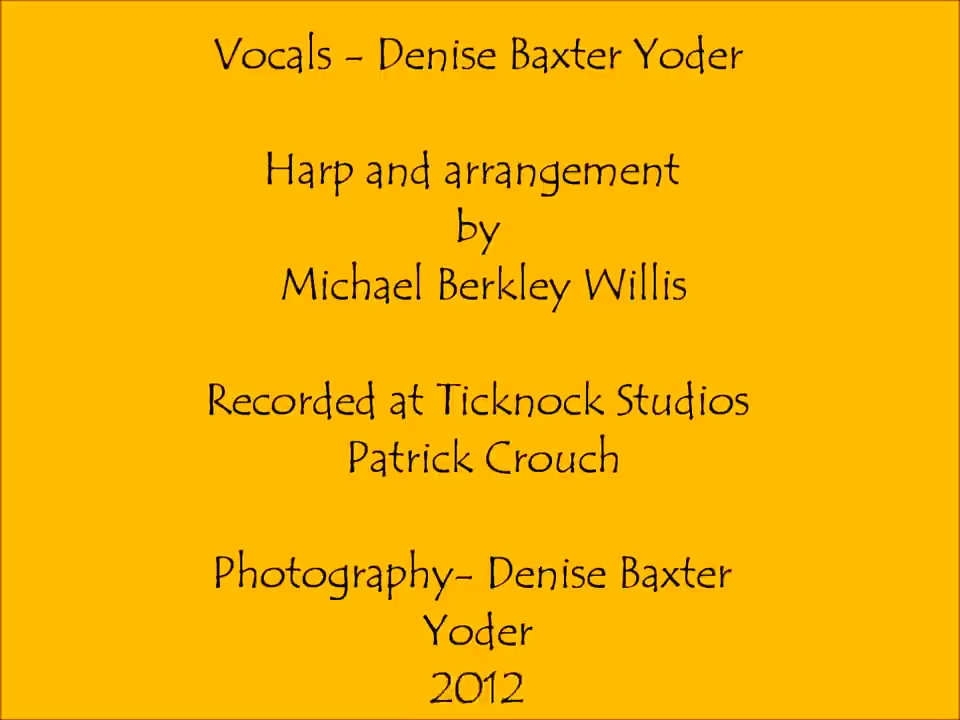 Vocals - Denise Baxter Yoder
Harp and arrangement
by
Michael Berkley Willis
Recorded at Ticknock Studios
Patrick Crouch
Photography- Denise Baxter
Yoder
2012